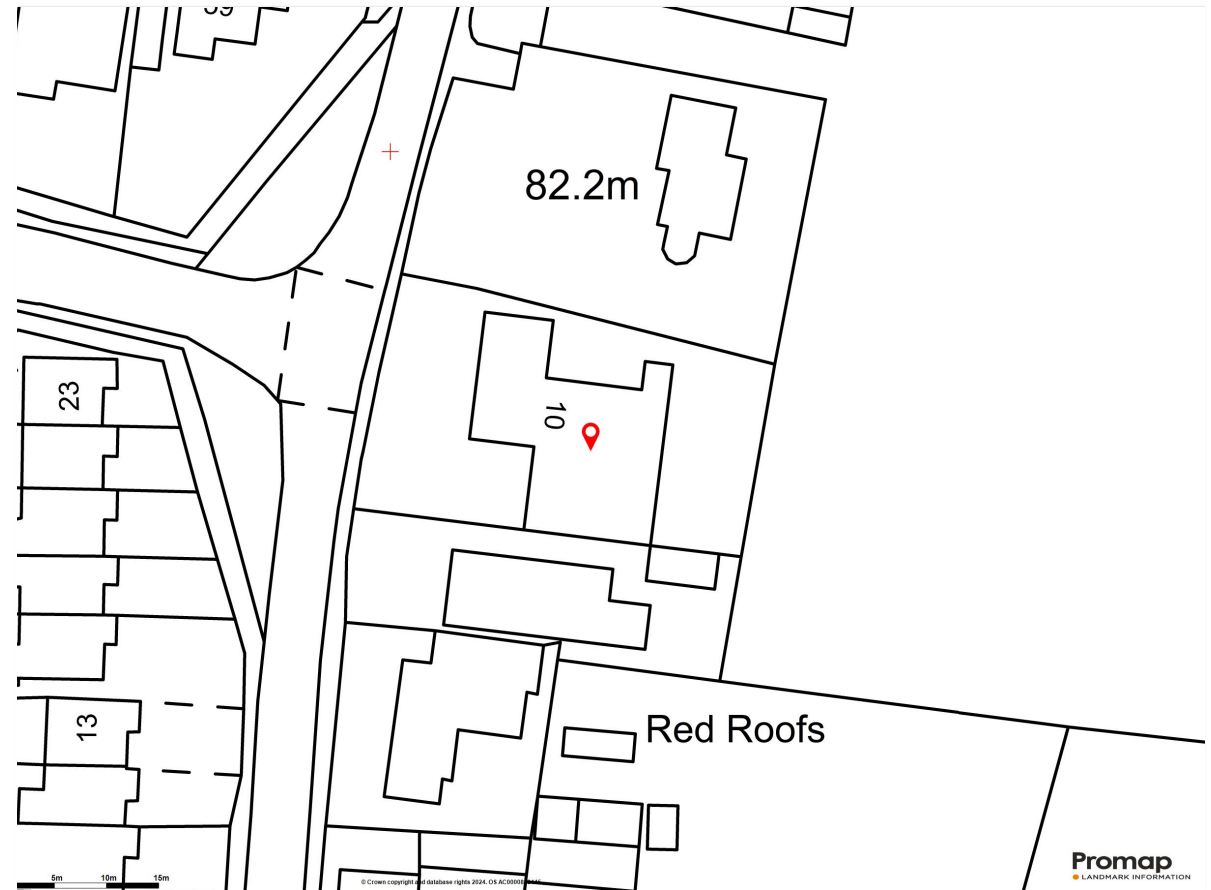 82.2m
23
10
13
Red Roofs
5m 10m 15m
Promap
LANDMARK INFORMATION